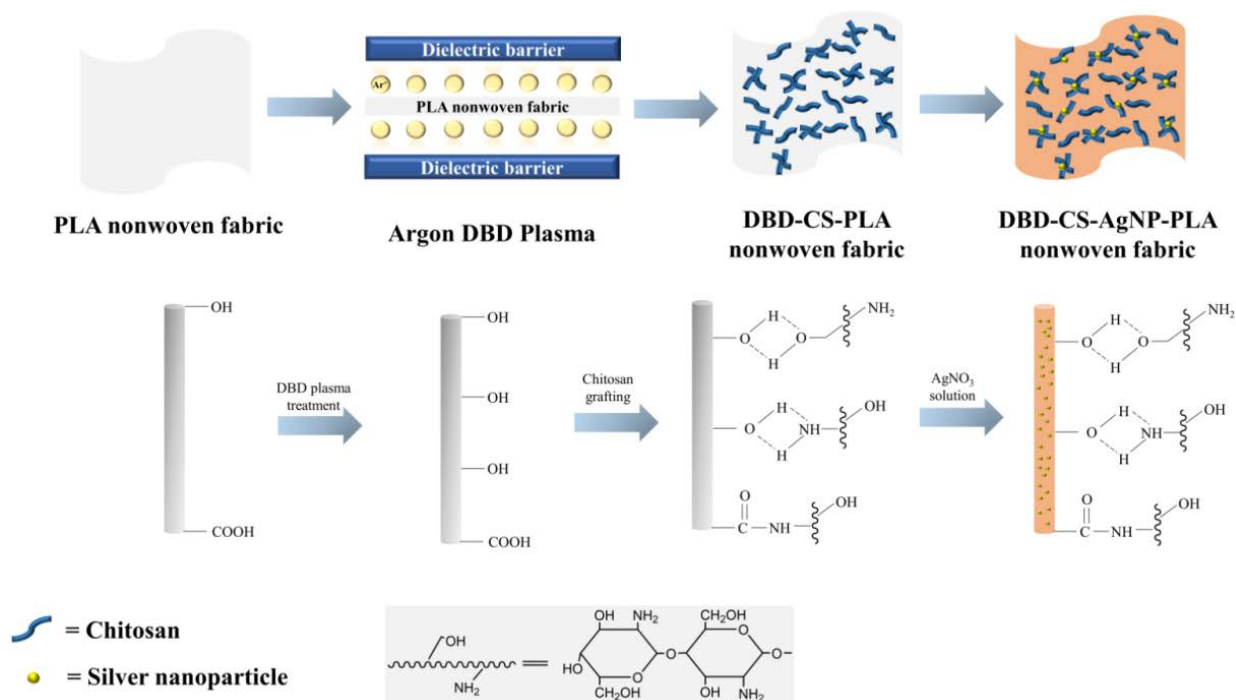 Dielectric barrier
Ar⁺
PLA nonwoven fabric
Dielectric barrier
PLA nonwoven fabric
Argon DBD Plasma
DBD-CS-PLA
nonwoven fabric
DBD-CS-AgNP-PLA
nonwoven fabric
OH
COOH
DBD plasma
treatment
OH
OH
OH
COOH
Chitosan
grafting
H
NH₂
O
O
H
H
OH
O
NH
H
O
OH
C
NH
AgNO₃
solution
H
NH₂
O
O
H
H
OH
O
NH
H
O
OH
C
NH
= Chitosan
= Silver nanoparticle
OH
NH₂
OH
NH₂
HO
O
CH₂OH
O
CH₂OH
O
O
OH
NH₂